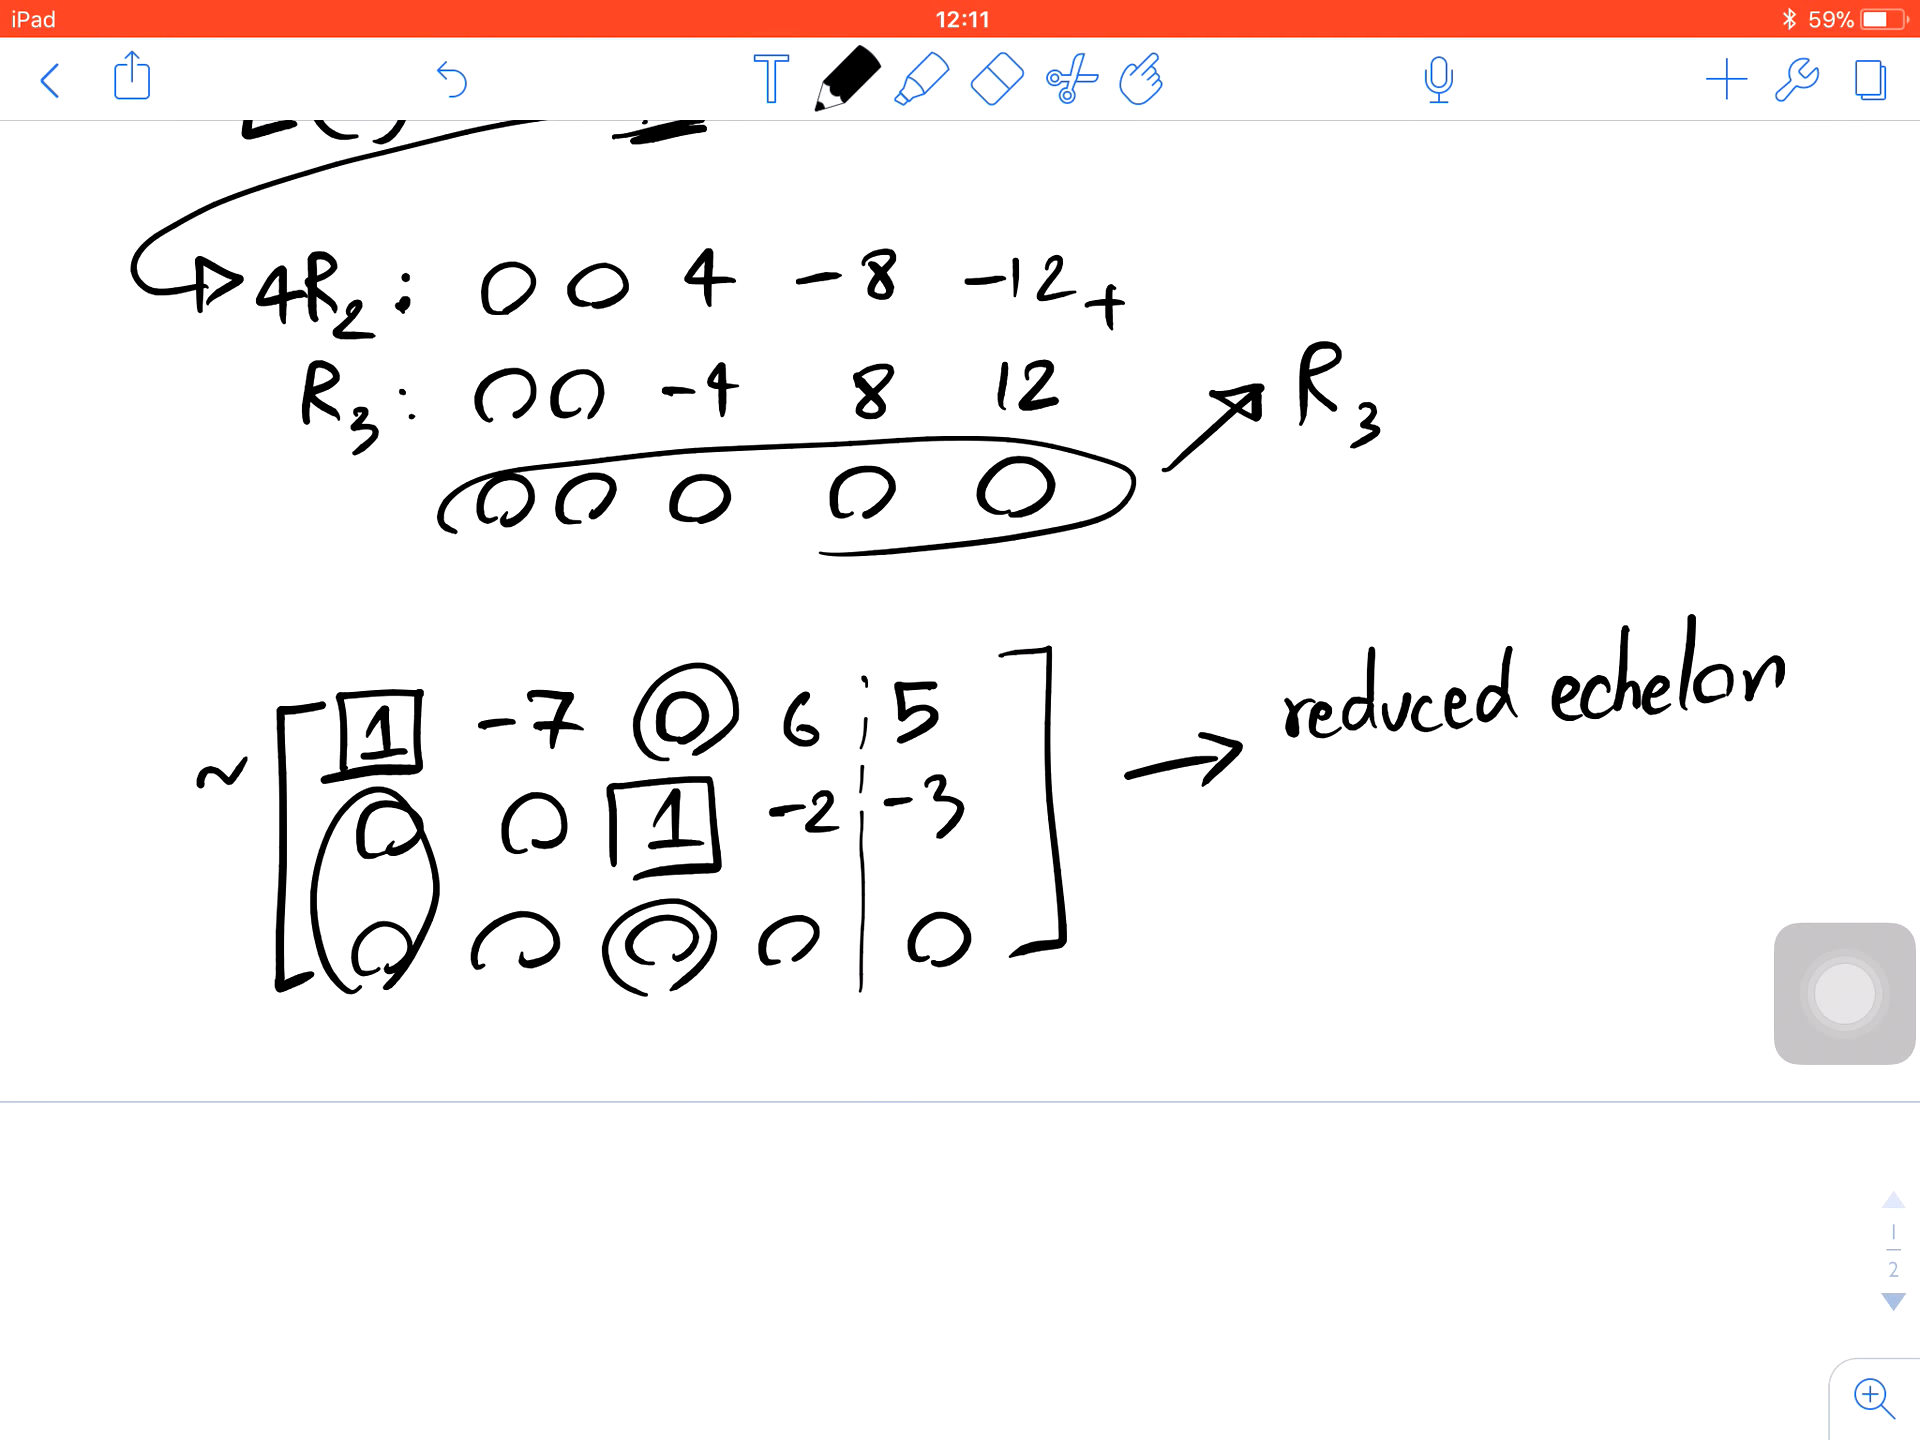 iPad 12:11 59%
T
4R2: 0 0 4 -8 -12 +
R3: 0 0 -4 8 12
0 0 0 0 0 R3
~ [ 1 -7 0 6 5 ] → reduced echelon
0 0 1 -2 -3
0 0 0 0 0
1
2